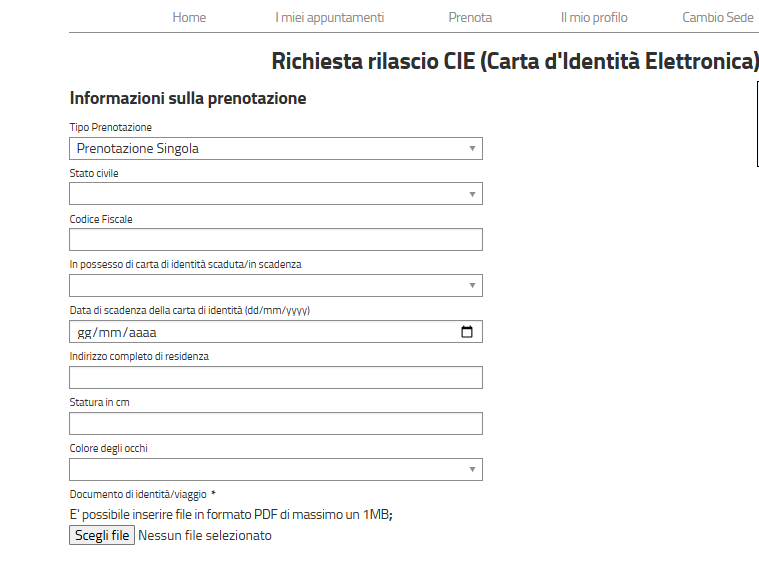 Home I miei appuntamenti Prenota Il mio profilo Cambio Sede
Richiesta rilascio CIE (Carta d'Identità Elettronica)
Informazioni sulla prenotazione
Tipo Prenotazione
Prenotazione Singola
Stato civile
Codice Fiscale
In possesso di carta di identità scaduta/in scadenza
Data di scadenza della carta di identità (dd/mm/yyyy)
gg/mm/aaaa
Indirizzo completo di residenza
Statura in cm
Colore degli occhi
Documento di identità/viaggio *
E' possibile inserire file in formato PDF di massimo un 1MB;
Scegli file Nessun file selezionato